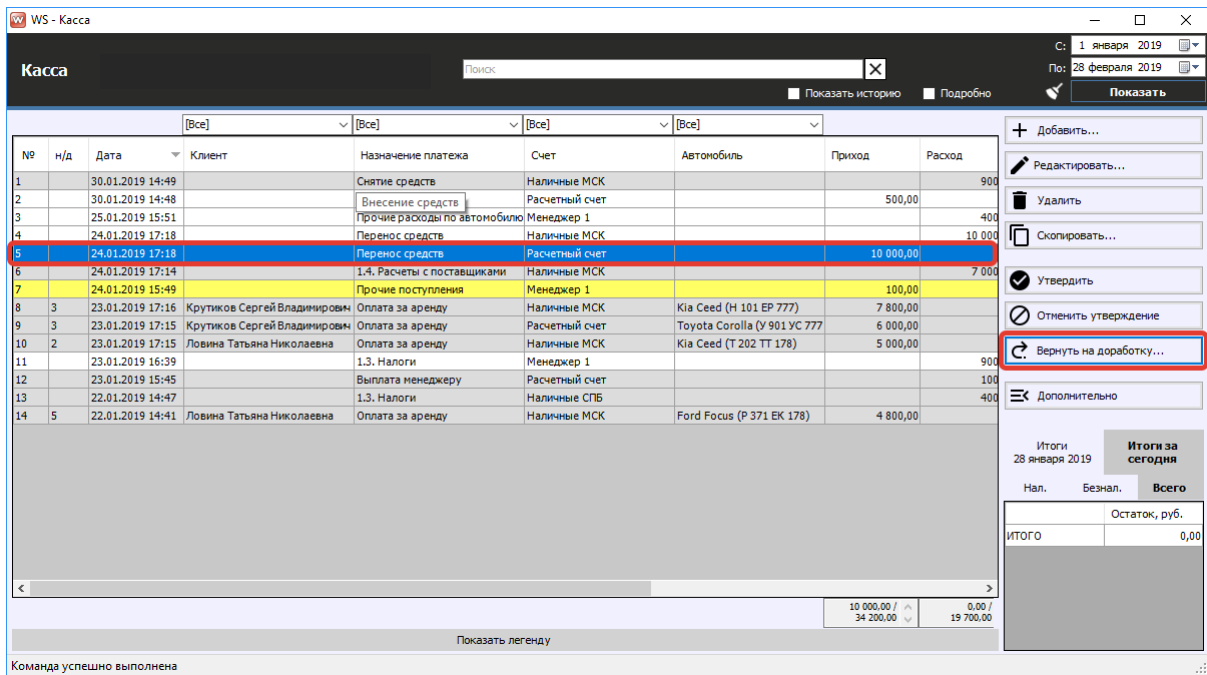 WS - Касса
С: 1 января 2019
Касса Поиск По: 28 февраля 2019
Показать историю Подробно Показать
[Все] [Все] [Все] [Все]
№ н/д Дата Клиент Назначение платежа Счет Автомобиль Приход Расход
1 30.01.2019 14:49 Снятие средств Наличные МСК 900
2 30.01.2019 14:48 Внесение средств Расчетный счет 500,00
3 25.01.2019 15:51 Прочие расходы по автомобилю Менеджер 1 400
4 24.01.2019 17:18 Перенос средств Наличные МСК 10 000
5 24.01.2019 17:18 Перенос средств Расчетный счет 10 000,00
6 24.01.2019 17:14 1.4. Расчеты с поставщиками Наличные МСК 7 000
7 24.01.2019 15:49 Прочие поступления Менеджер 1 100,00
8 3 23.01.2019 17:16 Крутиков Сергей Владимирович Оплата за аренду Наличные МСК Kia Ceed (Н 101 ЕР 777) 7 800,00
9 3 23.01.2019 17:15 Крутиков Сергей Владимирович Оплата за аренду Расчетный счет Toyota Corolla (У 901 УС 777 6 000,00
10 2 23.01.2019 17:15 Ловина Татьяна Николаевна Оплата за аренду Наличные МСК Kia Ceed (Т 202 ТТ 178) 5 000,00
11 23.01.2019 16:39 1.3. Налоги Менеджер 1 900
12 23.01.2019 15:45 Выплата менеджеру Расчетный счет 100
13 22.01.2019 14:47 1.3. Налоги Наличные СПБ 400
14 5 22.01.2019 14:41 Ловина Татьяна Николаевна Оплата за аренду Наличные МСК Ford Focus (Р 371 ЕК 178) 4 800,00
10 000,00 / 0,00 /
34 200,00 19 700,00
Показать легенду
Добавить...
Редактировать...
Удалить
Скопировать...
Утвердить
Отменить утверждение
Вернуть на доработку...
Дополнительно
Итоги Итоги за
28 января 2019 сегодня
Нал. Безнал. Всего
Остаток, руб.
ИТОГО 0,00
Команда успешно выполнена